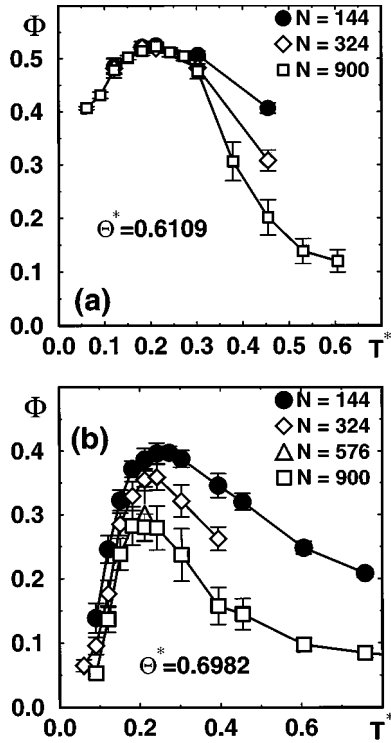 Φ
0.5
0.4
0.3
0.2
0.1
0.0
● N = 144
◇ N = 324
□ N = 900
Θ* = 0.6109
(a)
0.0 0.1 0.2 0.3 0.4 0.5 0.6 T*
Φ
0.4
0.3
0.2
0.1
0.0
(b)
● N = 144
◇ N = 324
△ N = 576
□ N = 900
Θ* = 0.6982
0.0 0.2 0.4 0.6 T*